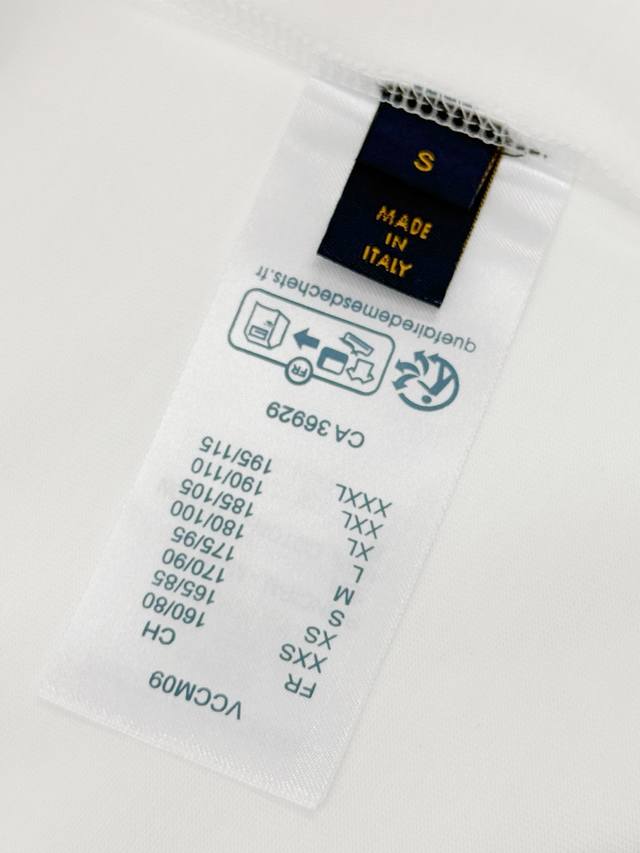 S
MADE
IN
ITALY
VCCM09
FR CH
XXS 160/80
XS 165/85
S 170/90
M 175/95
L 180/100
XL 185/105
XXL 190/110
XXXL 195/115
CA 36929
FR
quefairedemesdechets.fr